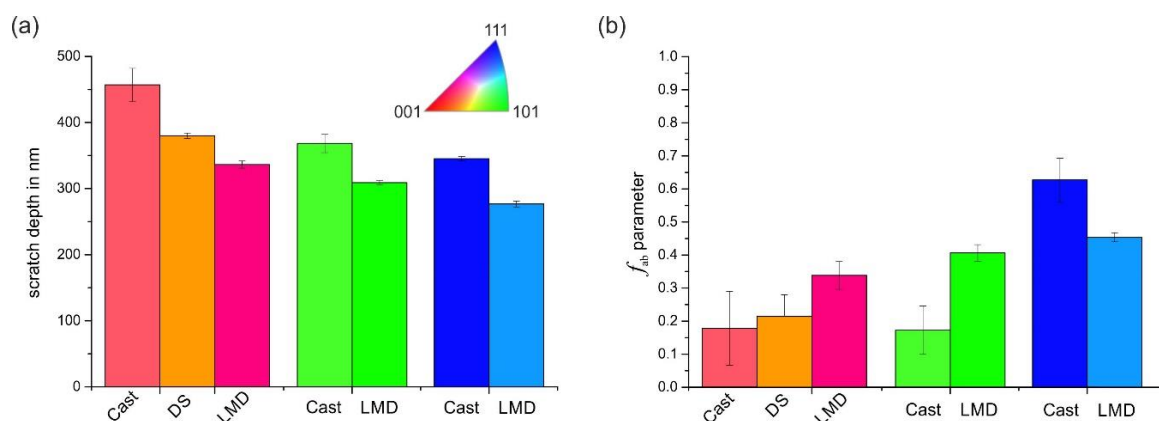 (a)
500
400
300
200
100
0
scratch depth in nm
111
001
101
Cast
DS
LMD
Cast
LMD
Cast
LMD
(b)
1.0
0.9
0.8
0.7
0.6
0.5
0.4
0.3
0.2
0.1
0.0
fab parameter
Cast
DS
LMD
Cast
LMD
Cast
LMD